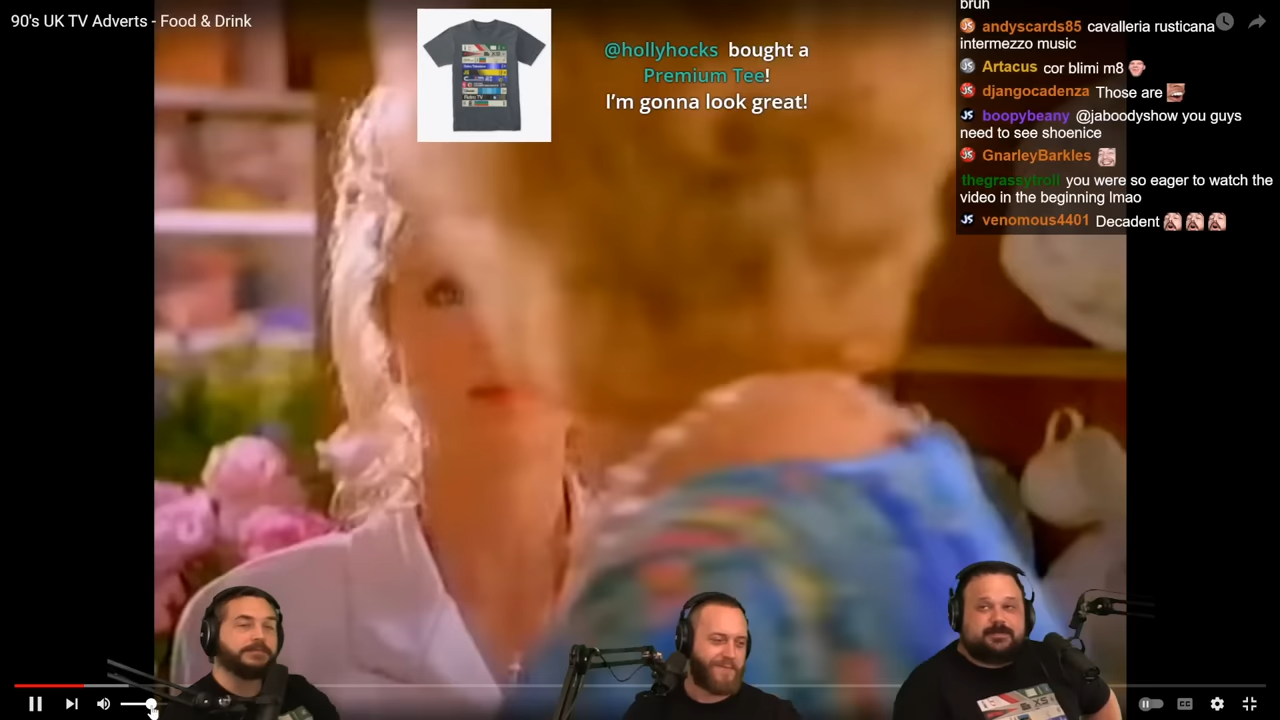 90's UK TV Adverts - Food & Drink
@hollyhocks bought a
Premium Tee!
I'm gonna look great!
bruh
andyscards85 cavalleria rusticana
intermezzo music
Artacus cor blimi m8
djangocadenza Those are
boopybeany @jaboodyshow you guys
need to see shoenice
GnarleyBarkles
thegrassytroll you were so eager to watch the
video in the beginning lmao
venomous4401 Decadent
CC